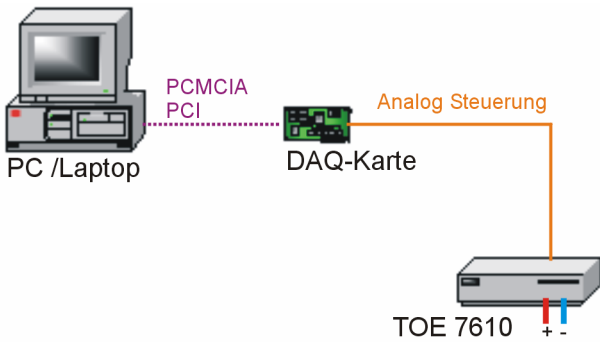 PCMCIA
PCI
Analog Steuerung
PC /Laptop
DAQ-Karte
TOE 7610
+ -